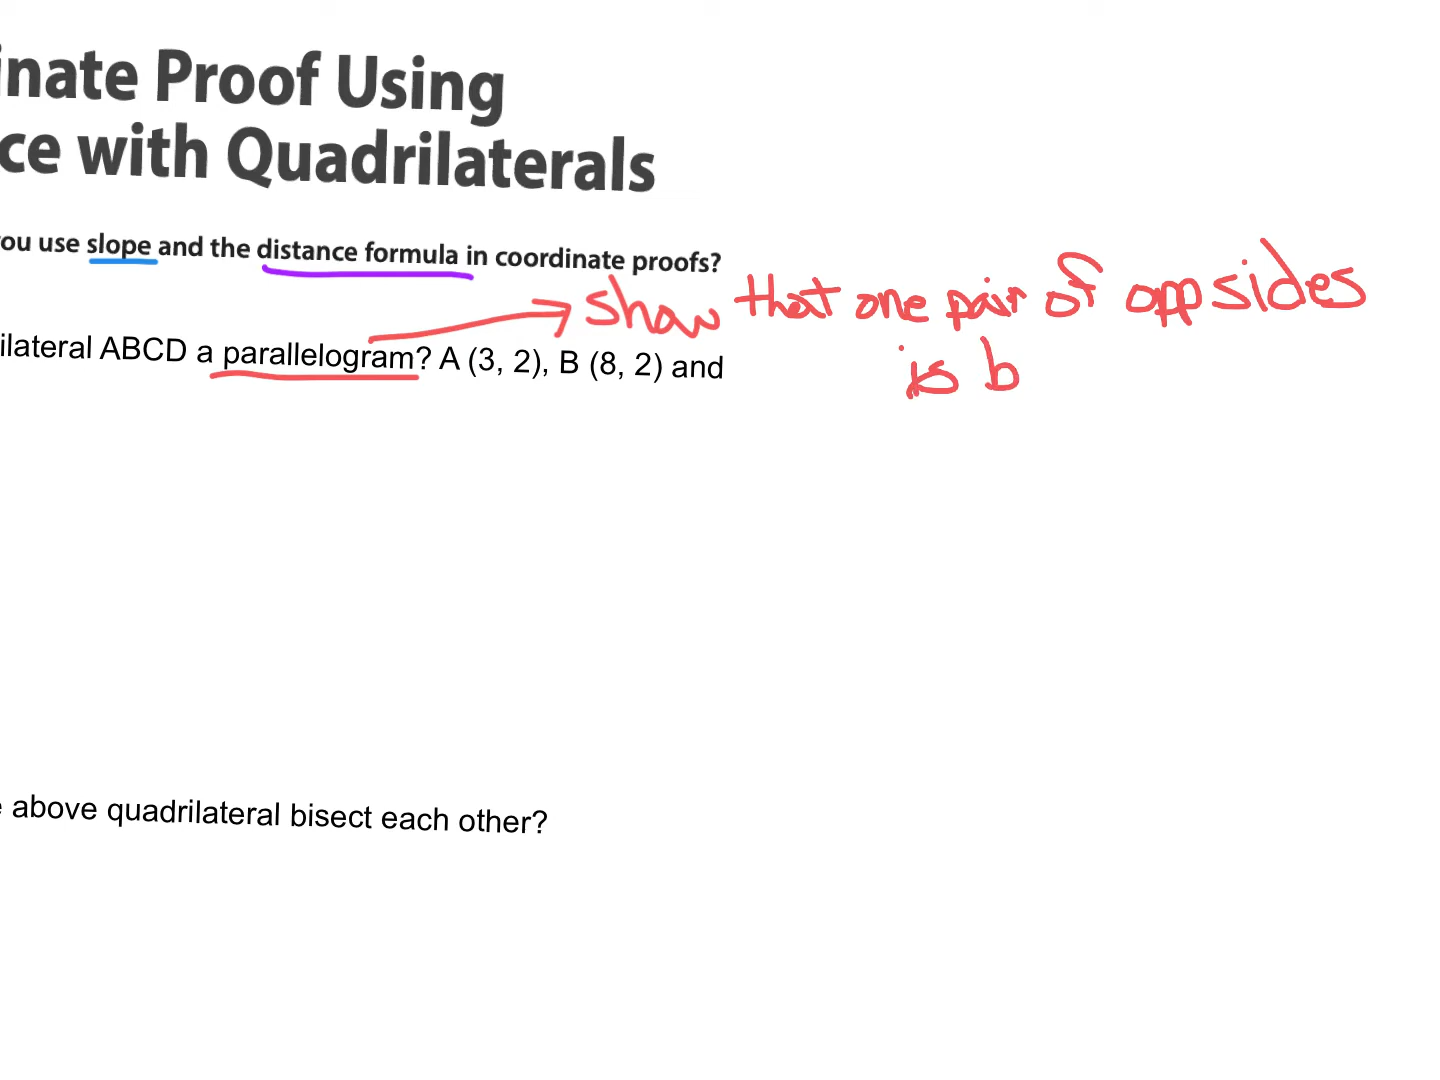 inate Proof Using
ce with Quadrilaterals
ou use slope and the distance formula in coordinate proofs?
show that one pair of opp sides
is b
ilateral ABCD a parallelogram? A (3, 2), B (8, 2) and
above quadrilateral bisect each other?